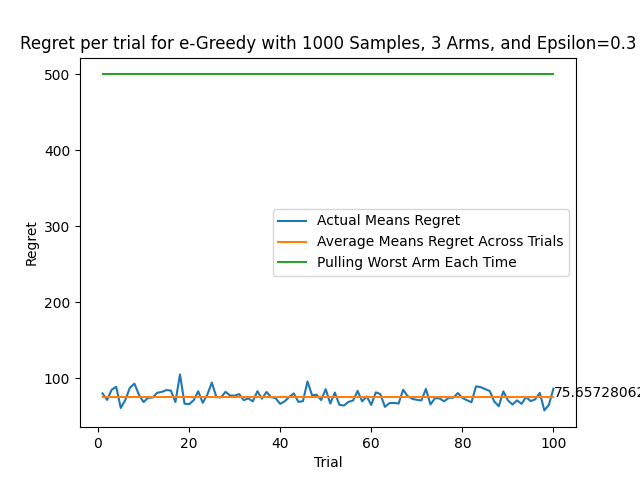 Regret per trial for e-Greedy with 1000 Samples, 3 Arms, and Epsilon=0.3
500
400
300
200
100
Regret
Actual Means Regret
Average Means Regret Across Trials
Pulling Worst Arm Each Time
75.65728062
0 20 40 60 80 100
Trial